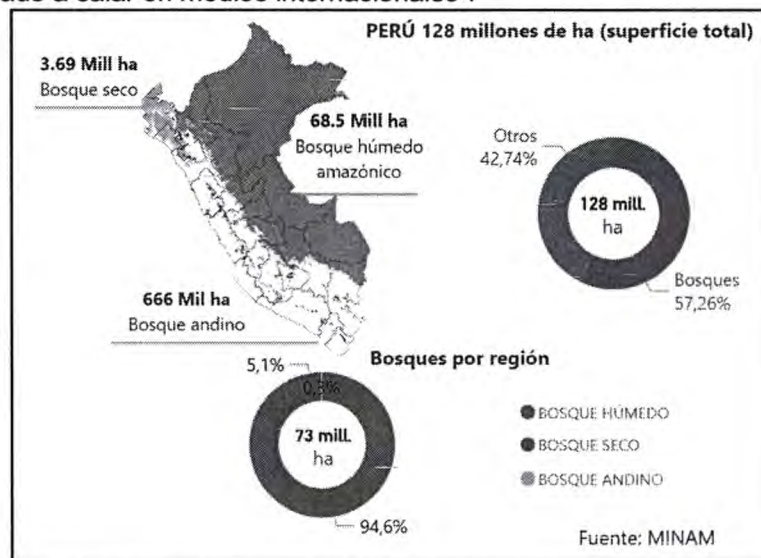 PERÚ 128 millones de ha (superficie total)
3.69 Mill ha
Bosque seco
68.5 Mill ha
Bosque húmedo
amazónico
Otros
42,74%
128 mill.
ha
Bosques
57,26%
666 Mil ha
Bosque andino
Bosques por región
5,1%
0,3%
73 mill.
ha
94,6%
BOSQUE HÚMEDO
BOSQUE SECO
BOSQUE ANDINO
Fuente: MINAM